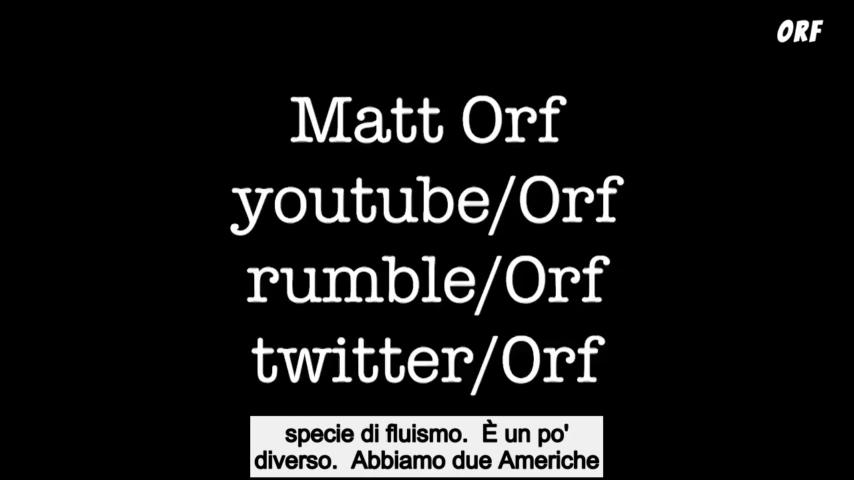 ORF
Matt Orf
youtube/Orf
rumble/Orf
twitter/Orf
specie di fluismo.  È un po'
diverso.  Abbiamo due Americhe